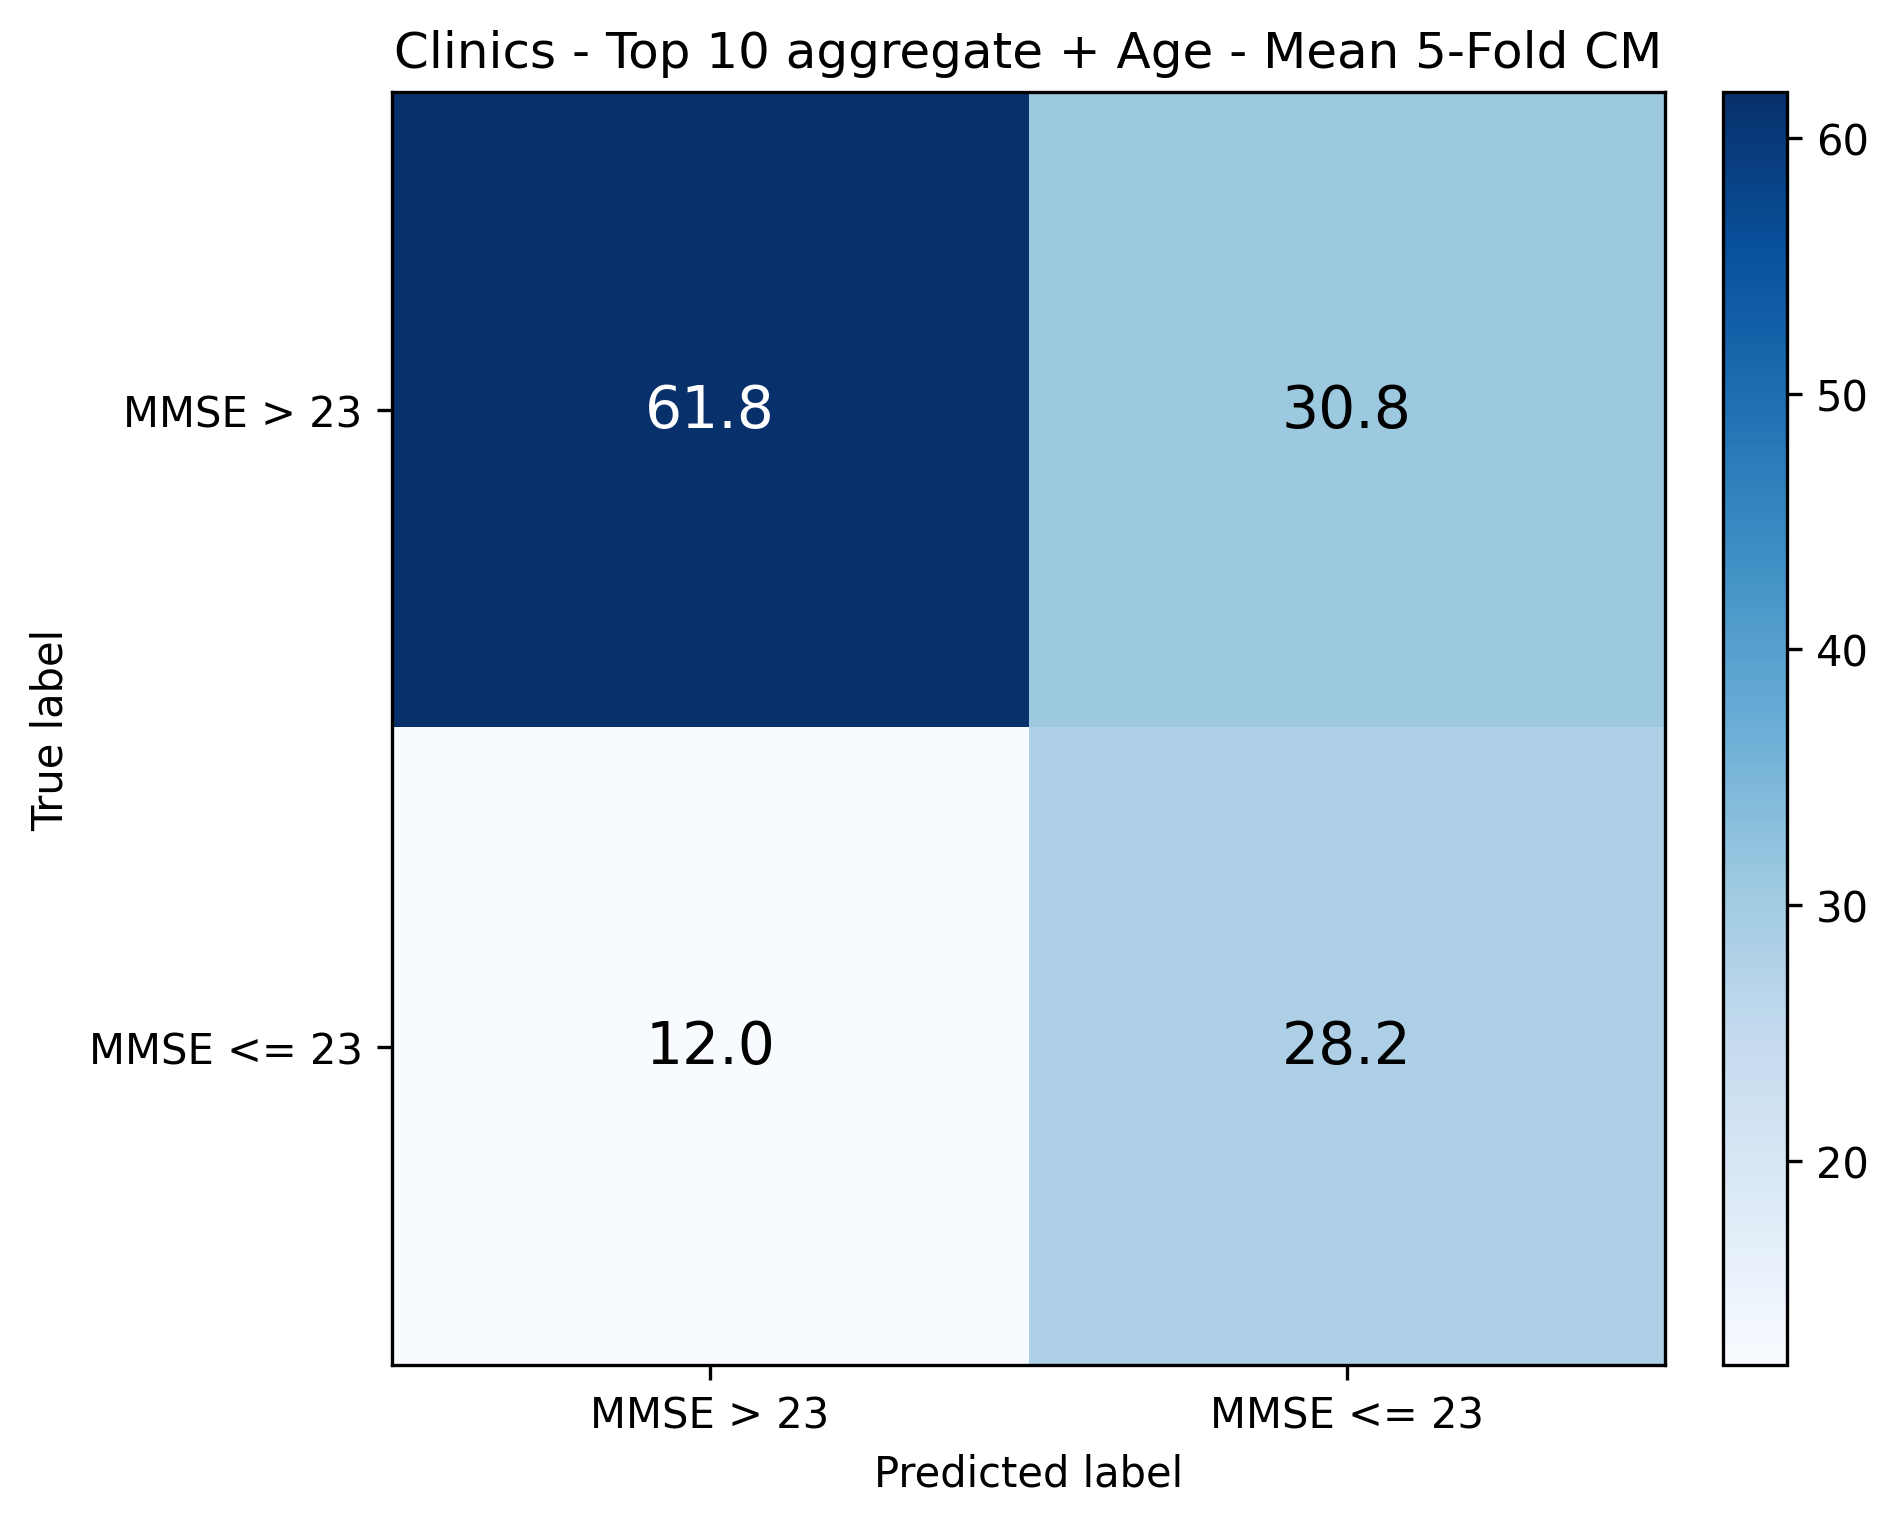 Clinics - Top 10 aggregate + Age - Mean 5-Fold CM
True label
MMSE > 23
61.8
30.8
MMSE <= 23
12.0
28.2
MMSE > 23
MMSE <= 23
Predicted label
60
50
40
30
20